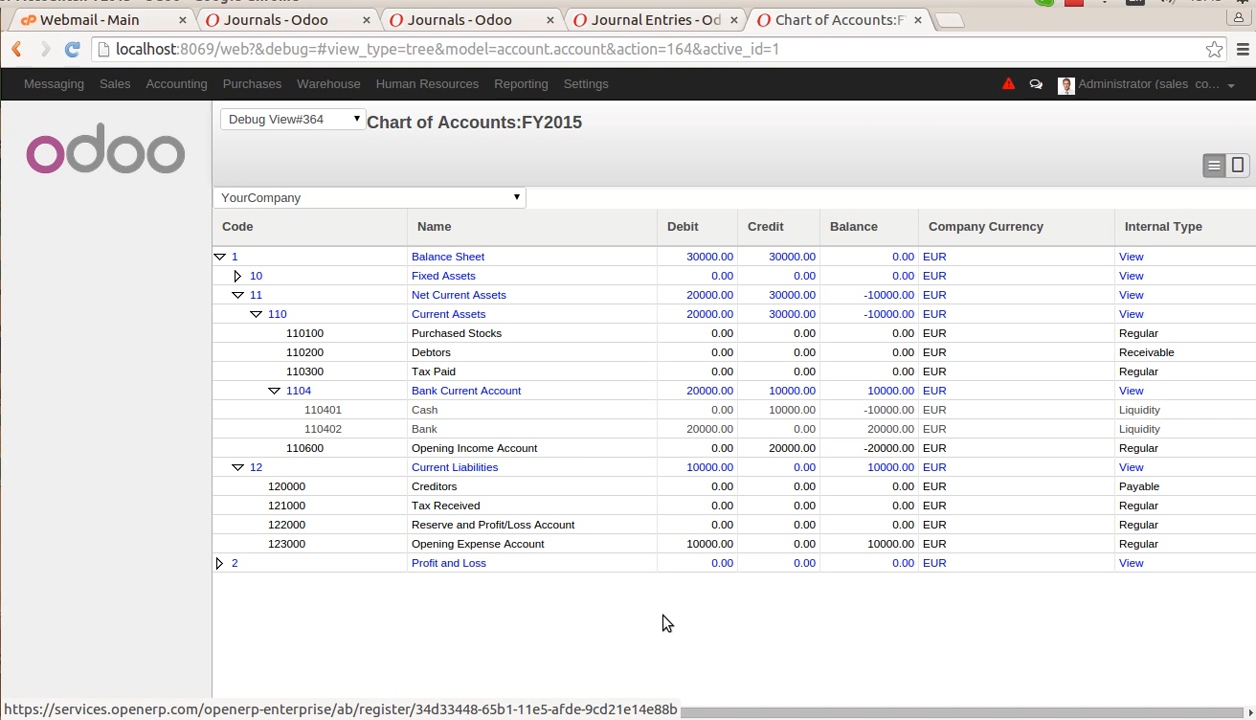 Webmail - Main × Journals - Odoo × Journals - Odoo × Journal Entries - Od × Chart of Accounts:F ×
localhost:8069/web?&debug=#view_type=tree&model=account.account&action=164&active_id=1
Messaging Sales Accounting Purchases Warehouse Human Resources Reporting Settings Administrator (sales co...
odoo
Debug View#364 Chart of Accounts:FY2015
YourCompany
Code Name Debit Credit Balance Company Currency Internal Type
1 Balance Sheet 30000.00 30000.00 0.00 EUR View
10 Fixed Assets 0.00 0.00 0.00 EUR View
11 Net Current Assets 20000.00 30000.00 -10000.00 EUR View
110 Current Assets 20000.00 30000.00 -10000.00 EUR View
110100 Purchased Stocks 0.00 0.00 0.00 EUR Regular
110200 Debtors 0.00 0.00 0.00 EUR Receivable
110300 Tax Paid 0.00 0.00 0.00 EUR Regular
1104 Bank Current Account 20000.00 10000.00 10000.00 EUR View
110401 Cash 0.00 10000.00 -10000.00 EUR Liquidity
110402 Bank 20000.00 0.00 20000.00 EUR Liquidity
110600 Opening Income Account 0.00 20000.00 -20000.00 EUR Regular
12 Current Liabilities 10000.00 0.00 10000.00 EUR View
120000 Creditors 0.00 0.00 0.00 EUR Payable
121000 Tax Received 0.00 0.00 0.00 EUR Regular
122000 Reserve and Profit/Loss Account 0.00 0.00 0.00 EUR Regular
123000 Opening Expense Account 10000.00 0.00 10000.00 EUR Regular
2 Profit and Loss 0.00 0.00 0.00 EUR View
https://services.openerp.com/openerp-enterprise/ab/register/34d33448-65b1-11e5-afde-9cd21e14e88b